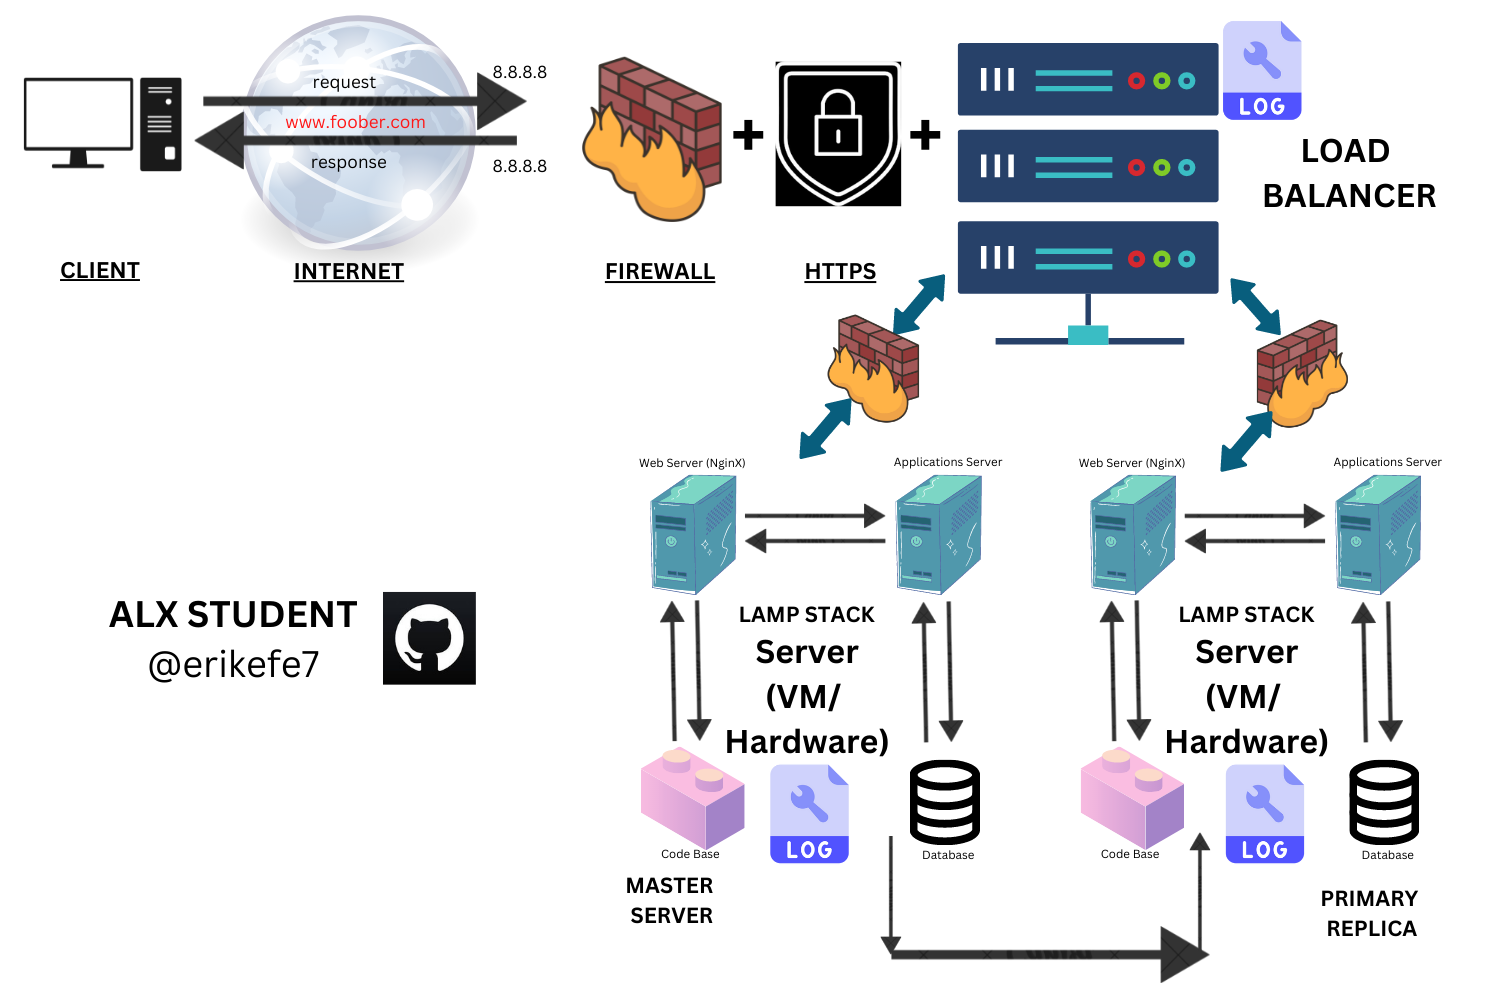 request
8.8.8.8
www.foober.com
response
8.8.8.8
CLIENT
INTERNET
FIREWALL
HTTPS
LOG
LOAD
BALANCER
Web Server (NginX)
Applications Server
Web Server (NginX)
Applications Server
ALX STUDENT
@erikefe7
LAMP STACK
Server
(VM/
Hardware)
LAMP STACK
Server
(VM/
Hardware)
LOG
LOG
Code Base
Database
Code Base
Database
MASTER
SERVER
PRIMARY
REPLICA